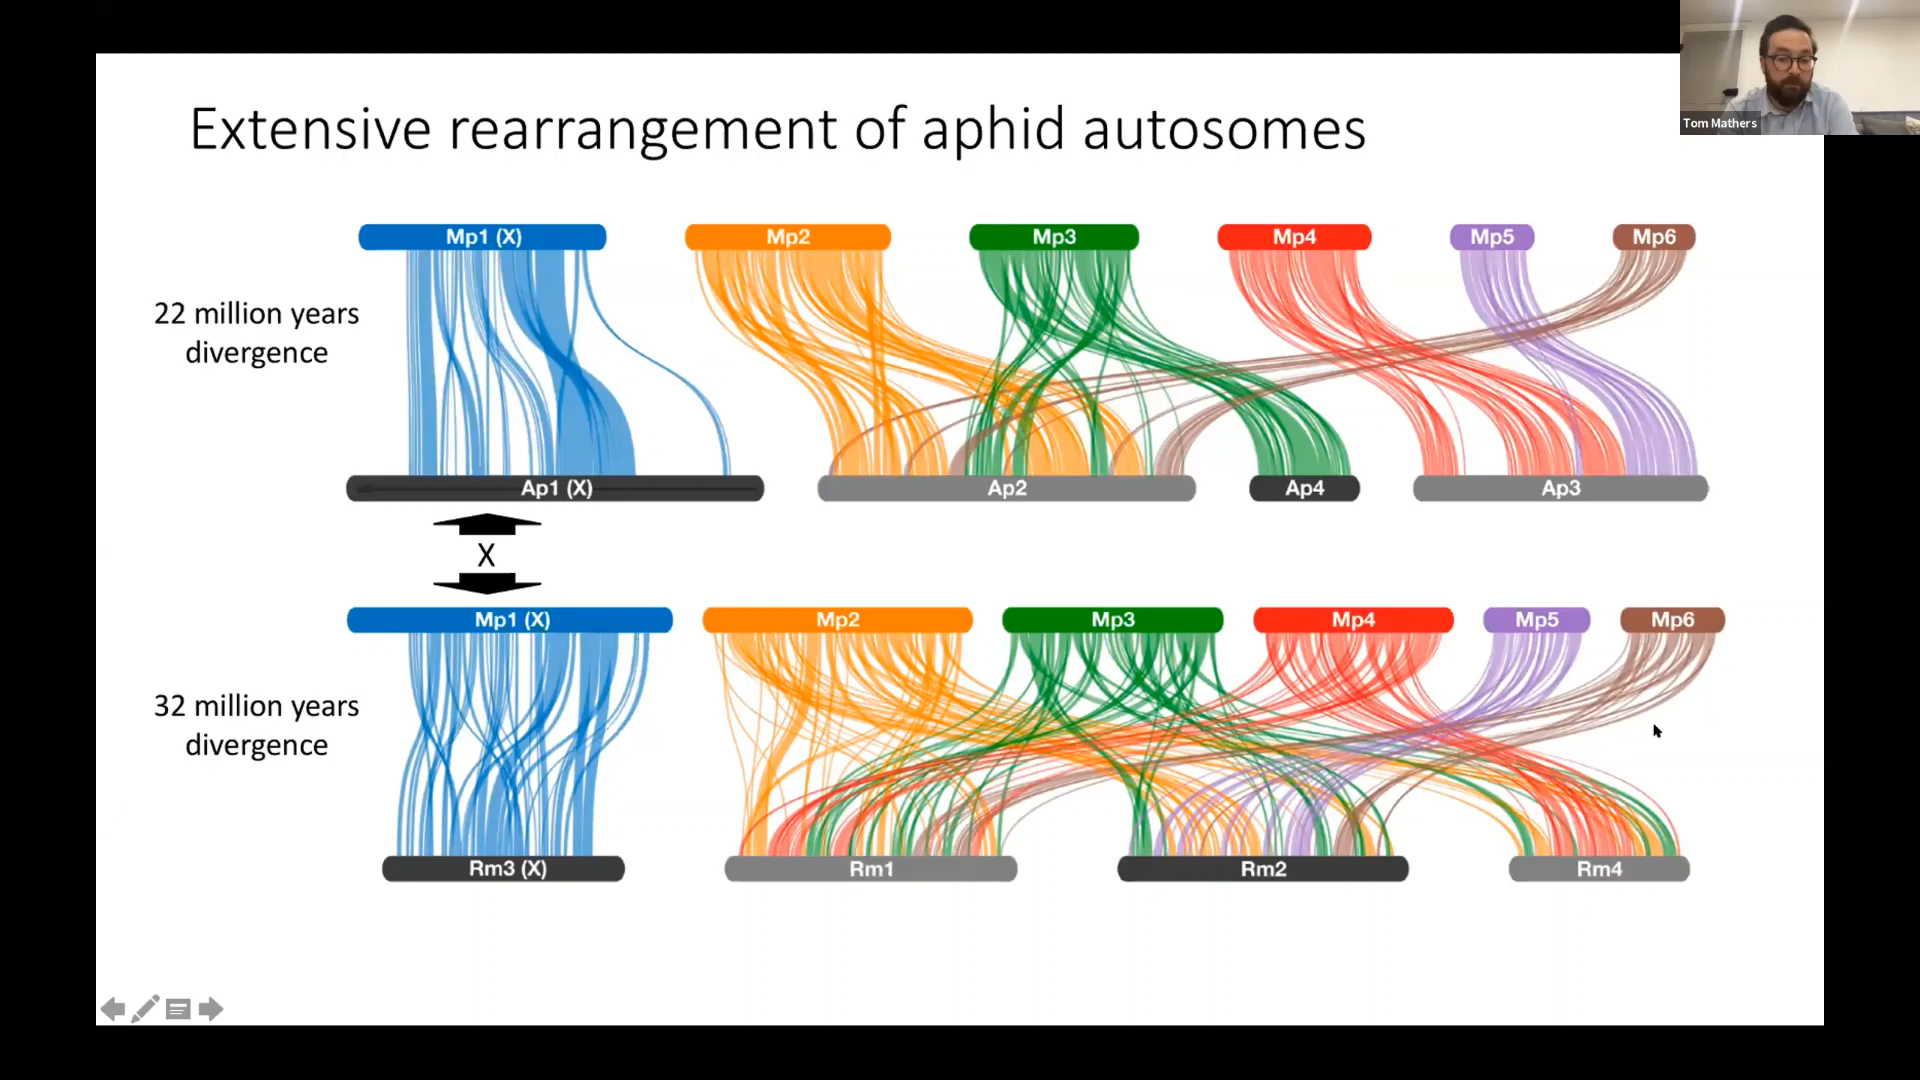 Tom Mathers
Extensive rearrangement of aphid autosomes
Mp1 (X) Mp2 Mp3 Mp4 Mp5 Mp6
22 million years
divergence
Ap1 (X) Ap2 Ap4 Ap3
X
Mp1 (X) Mp2 Mp3 Mp4 Mp5 Mp6
32 million years
divergence
Rm3 (X) Rm1 Rm2 Rm4